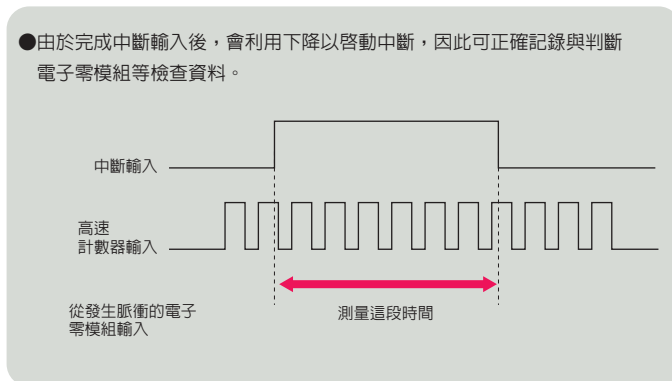 ●由於完成中斷輸入後，會利用下降以啓動中斷，因此可正確記錄與判斷
電子零模組等檢查資料。
中斷輸入
高速
計數器輸入
從發生脈衝的電子
零模組輸入
測量這段時間